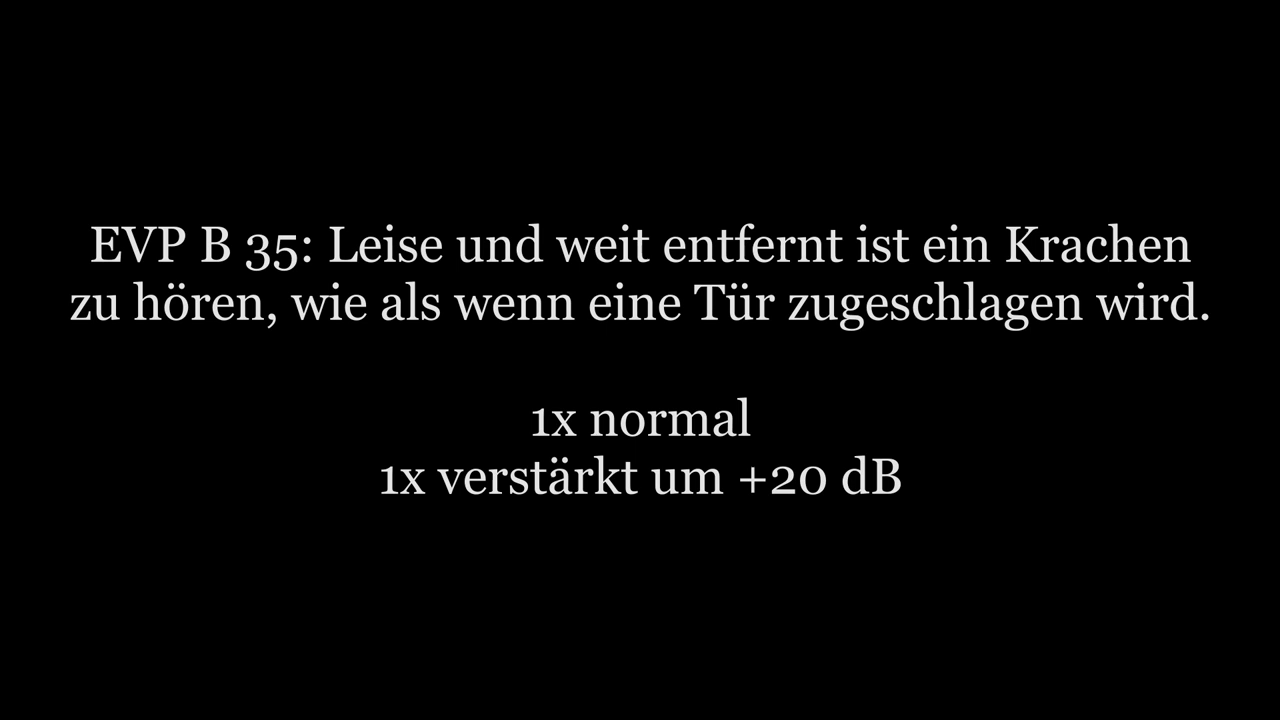 EVP B 35: Leise und weit entfernt ist ein Krachen
zu hören, wie als wenn eine Tür zugeschlagen wird.
1x normal
1x verstärkt um +20 dB